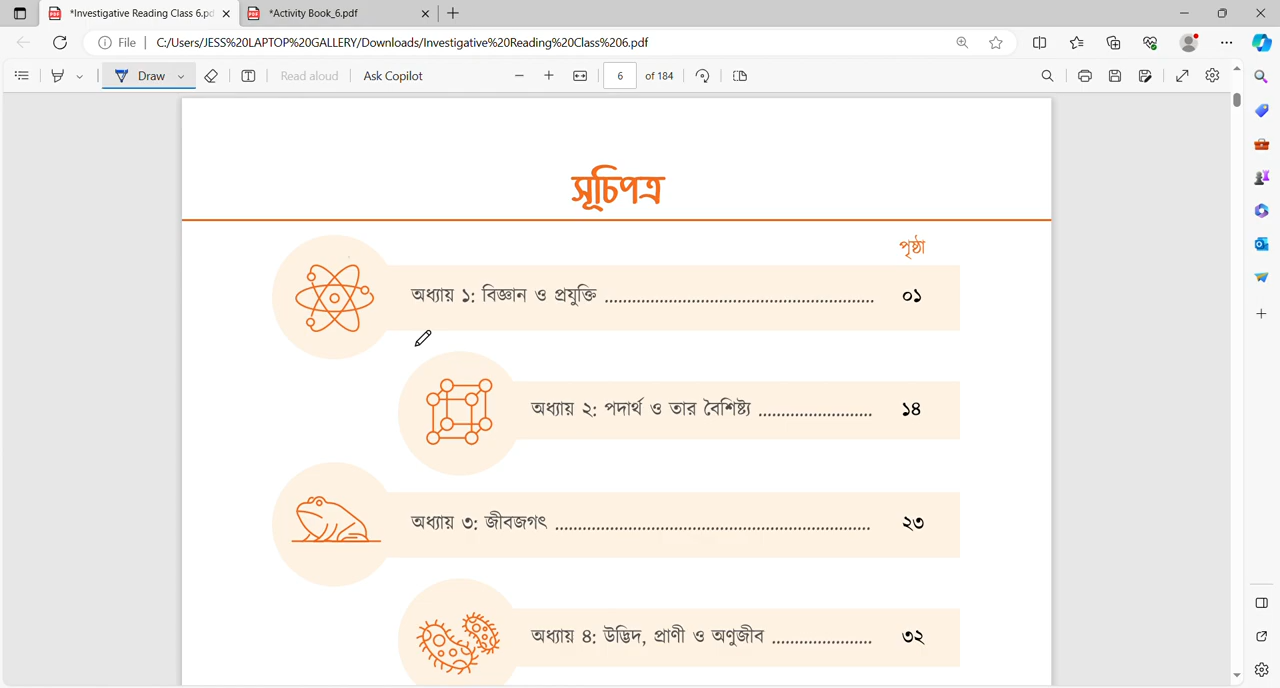 *Investigative Reading Class 6.pd
*Activity Book_6.pdf
File C:/Users/JESS%20LAPTOP%20GALLERY/Downloads/Investigative%20Reading%20Class%206.pdf
Draw Read aloud Ask Copilot 6 of 184
সূচিপত্র
পৃষ্ঠা
অধ্যায় ১: বিজ্ঞান ও প্রযুক্তি .......................................................... ০১
অধ্যায় ২: পদার্থ ও তার বৈশিষ্ট্য ........................ ১৪
অধ্যায় ৩: জীবজগৎ .................................................................... ২৩
অধ্যায় ৪: উদ্ভিদ, প্রাণী ও অণুজীব ..................... ৩২